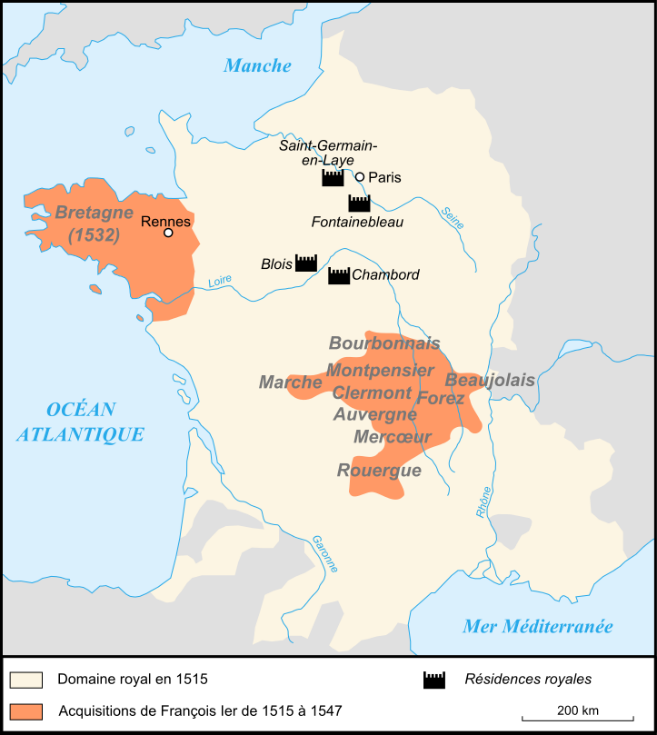 Manche
Saint-Germain-
en-Laye
Paris
Fontainebleau
Seine
Bretagne
(1532)
Rennes
Blois
Chambord
Loire
Bourbonnais
Montpensier
Marche
Beaujolais
Clermont
Forez
Auvergne
Mercœur
Rouergue
OCÉAN
ATLANTIQUE
Rhône
Garonne
Mer Méditerranée
Domaine royal en 1515
Résidences royales
Acquisitions de François Ier de 1515 à 1547
200 km